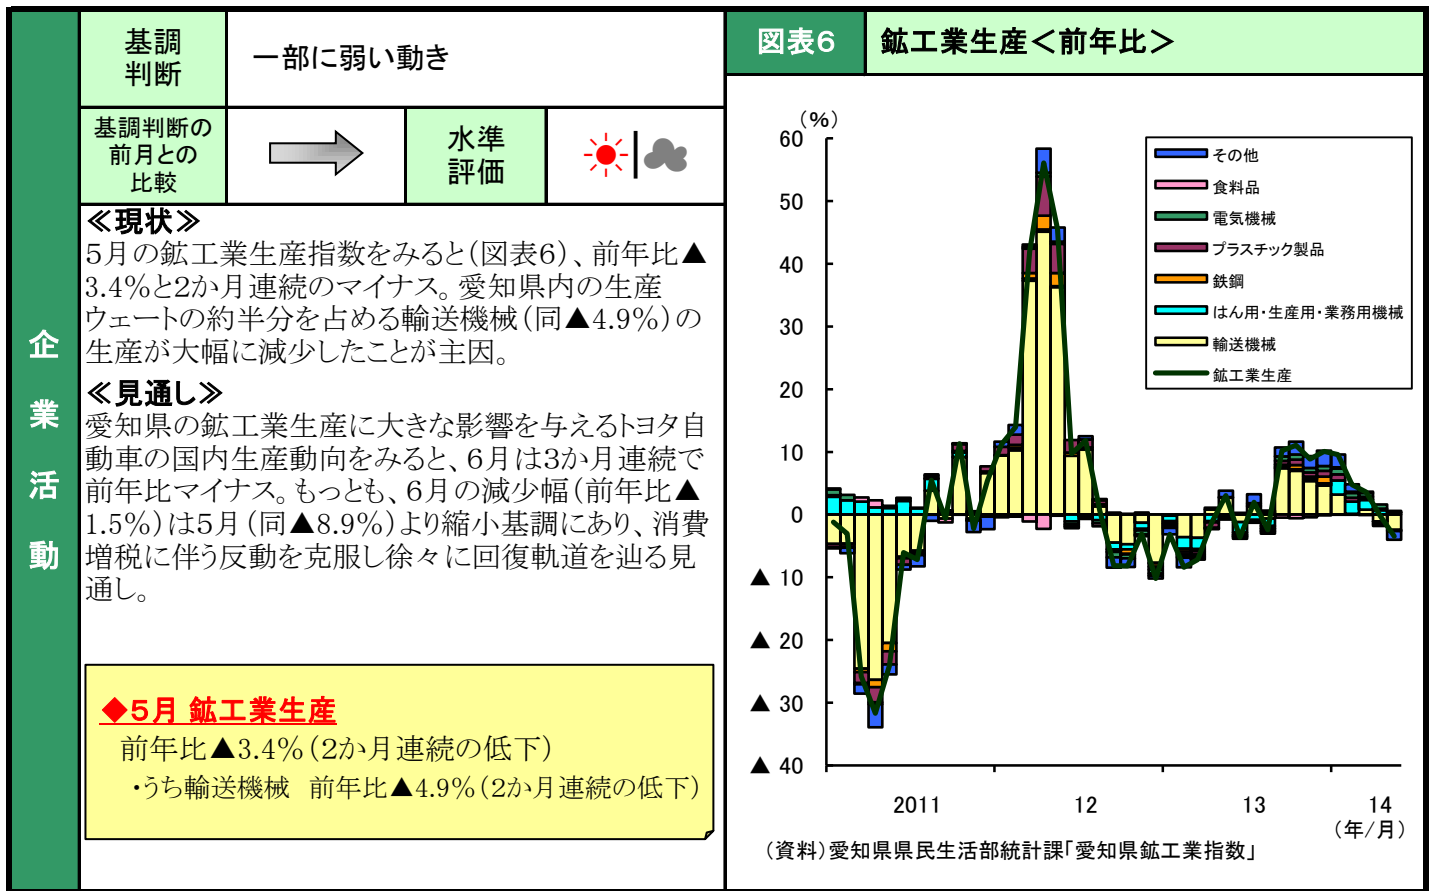 企業活動
基調
判断
一部に弱い動き
基調判断の
前月との
比較
水準
評価
≪現状≫
5月の鉱工業生産指数をみると(図表6)、前年比▲
3.4%と2か月連続のマイナス。愛知県内の生産
ウェートの約半分を占める輸送機械(同▲4.9%)の
生産が大幅に減少したことが主因。
≪見通し≫
愛知県の鉱工業生産に大きな影響を与えるトヨタ自
動車の国内生産動向をみると、6月は3か月連続で
前年比マイナス。もっとも、6月の減少幅(前年比▲
1.5%)は5月(同▲8.9%)より縮小基調にあり、消費
増税に伴う反動を克服し徐々に回復軌道を辿る見
通し。
◆5月 鉱工業生産
前年比▲3.4%(2か月連続の低下)
・うち輸送機械 前年比▲4.9%(2か月連続の低下)
図表6
鉱工業生産<前年比>
(%)
60
50
40
30
20
10
0
▲ 10
▲ 20
▲ 30
▲ 40
その他
食料品
電気機械
プラスチック製品
鉄鋼
はん用・生産用・業務用機械
輸送機械
鉱工業生産
2011 12 13 14
(年/月)
(資料)愛知県県民生活部統計課「愛知県鉱工業指数」